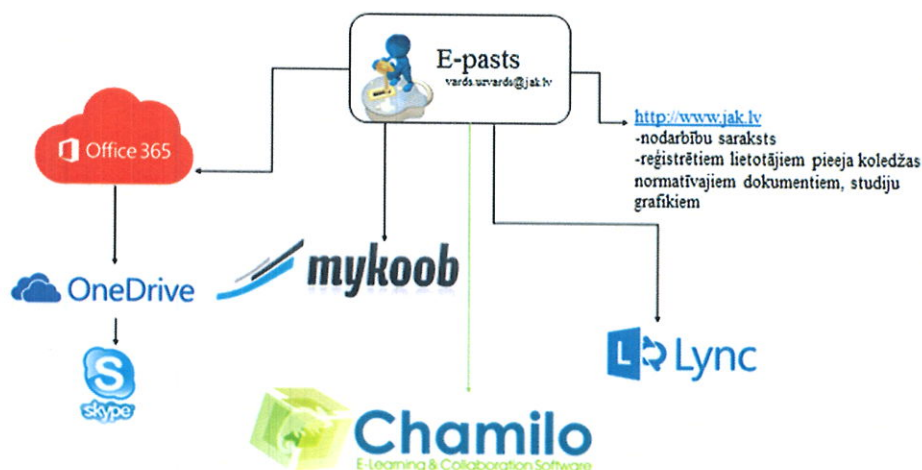 E-pasts
vards.uzvards@jak.lv
http://www.jak.lv
-nodarbību saraksts
-reģistrētiem lietotājiem pieeja koledžas
normatīvajiem dokumentiem, studiju
grafikiem
Office 365
mykoob
OneDrive
Lync
skype
Chamilo
E-Learning & Collaboration Software